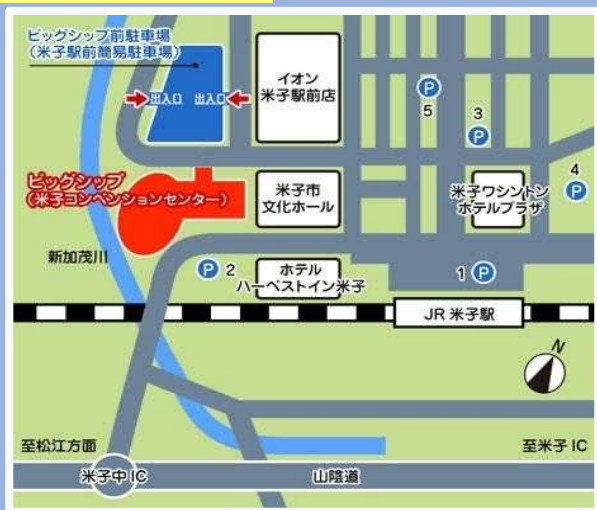 ビッグシップ前駐車場
(米子駅前簡易駐車場)
出入口 出入口
イオン
米子駅前店
P
5
3
P
4
P
ビッグシップ
(米子コンベンションセンター)
米子市
文化ホール
米子ワシントン
ホテルプラザ
新加茂川
P 2
ホテル
ハーベストイン米子
1 P
JR 米子駅
N
至松江方面
至米子 IC
米子中 IC
山陰道